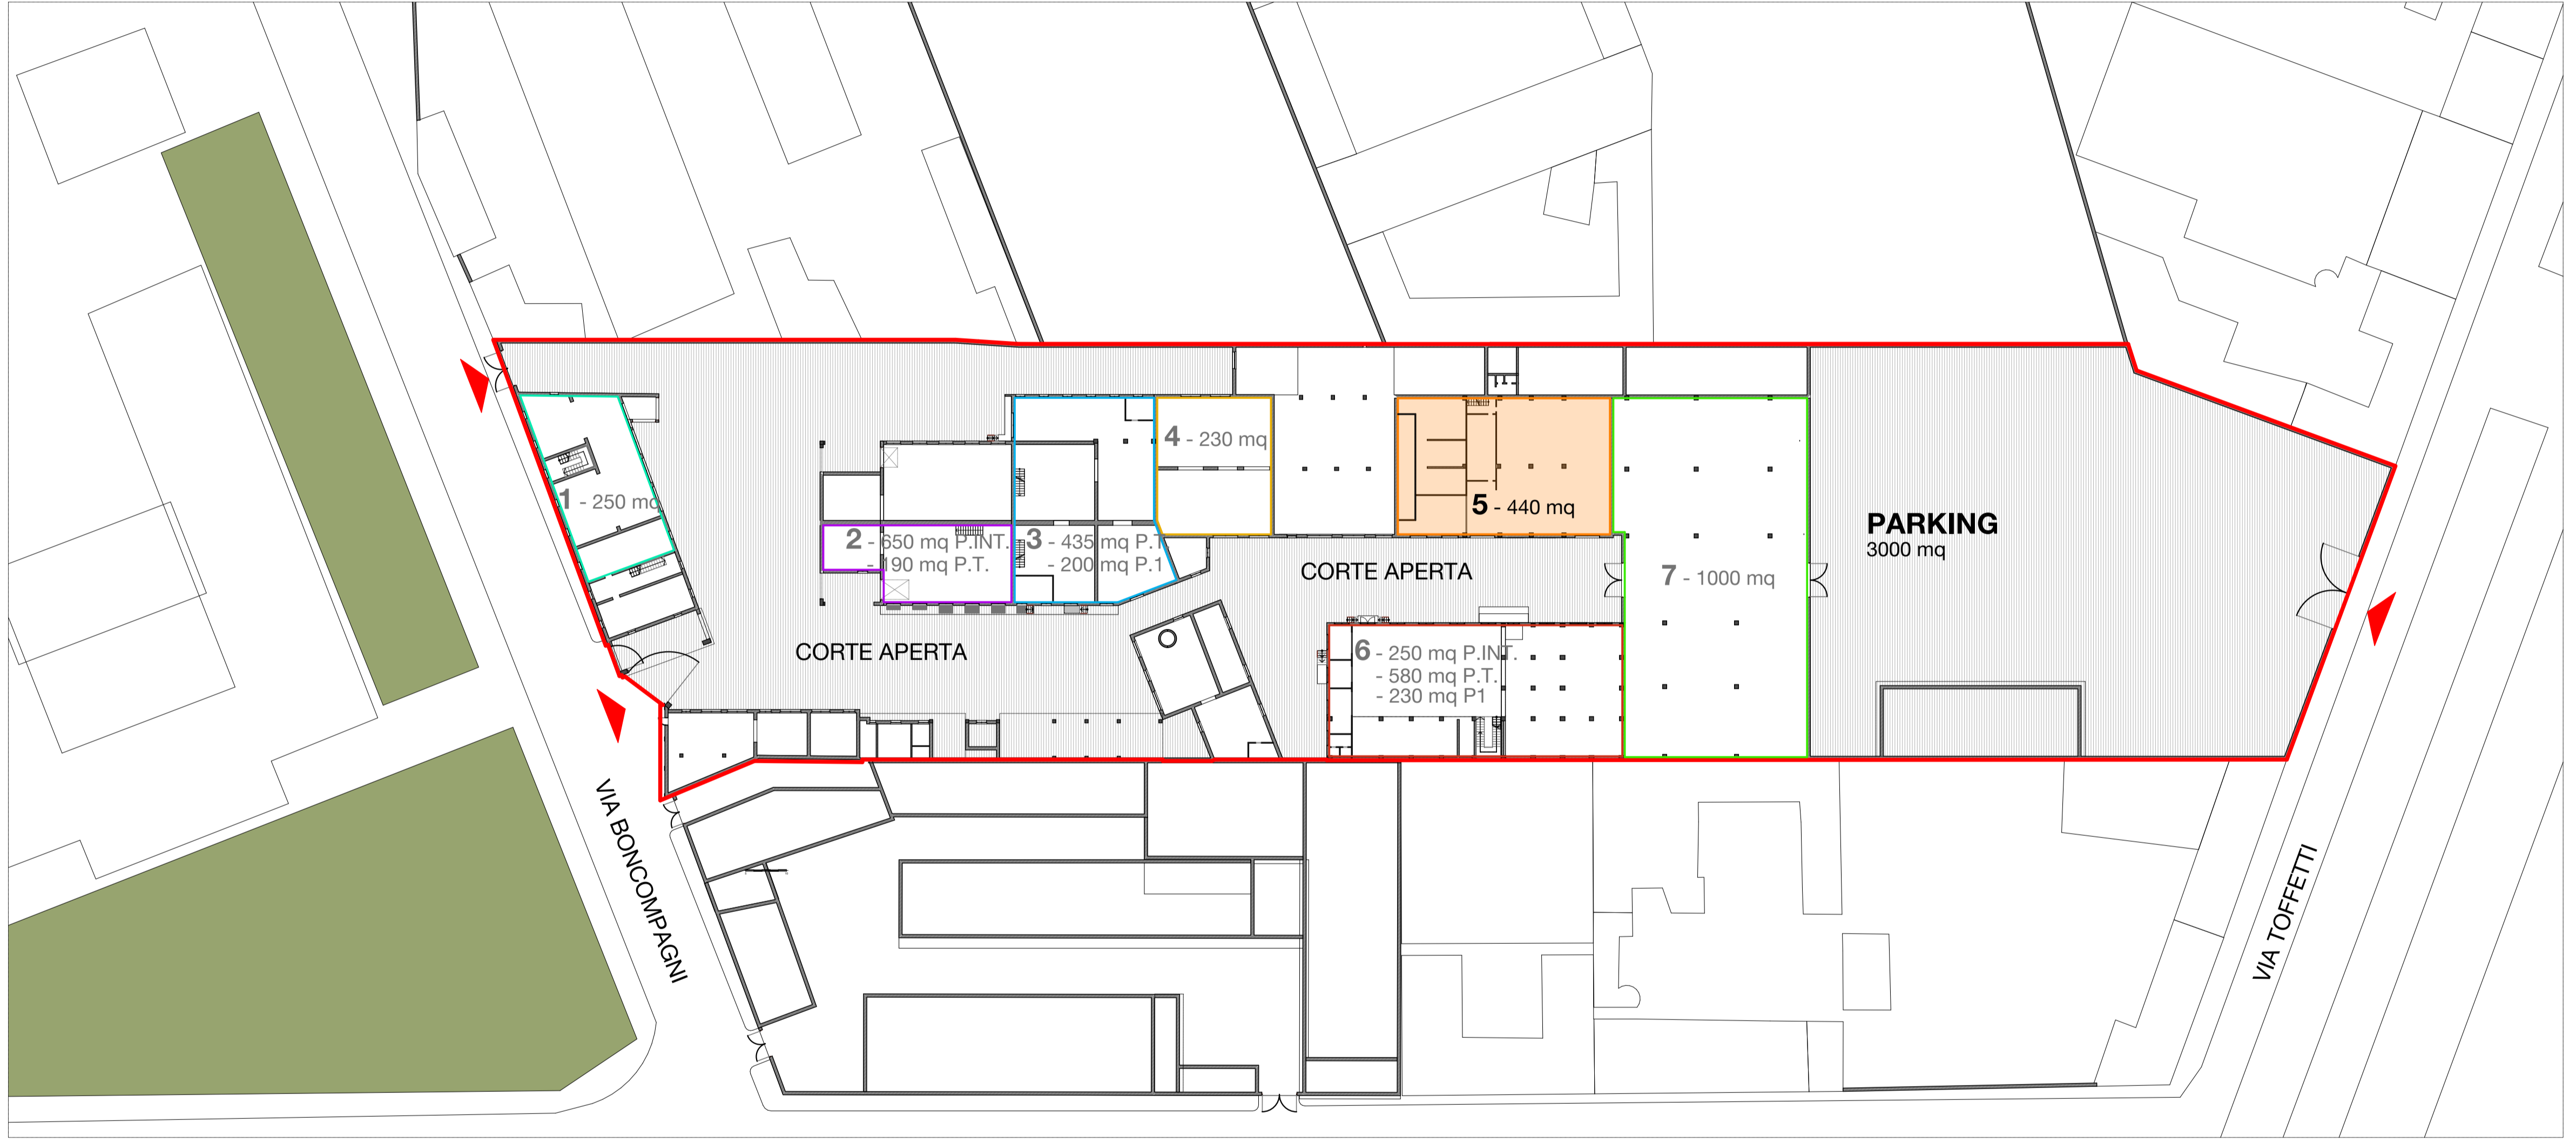 1 - 250 mq
2 - 650 mq P.INT.
- 190 mq P.T.
3 - 435 mq P.T
- 200 mq P.1
4 - 230 mq
5 - 440 mq
PARKING
3000 mq
CORTE APERTA
7 - 1000 mq
CORTE APERTA
6 - 250 mq P.INT.
- 580 mq P.T.
- 230 mq P1
VIA BONCOMPAGNI
VIA TOFFETTI